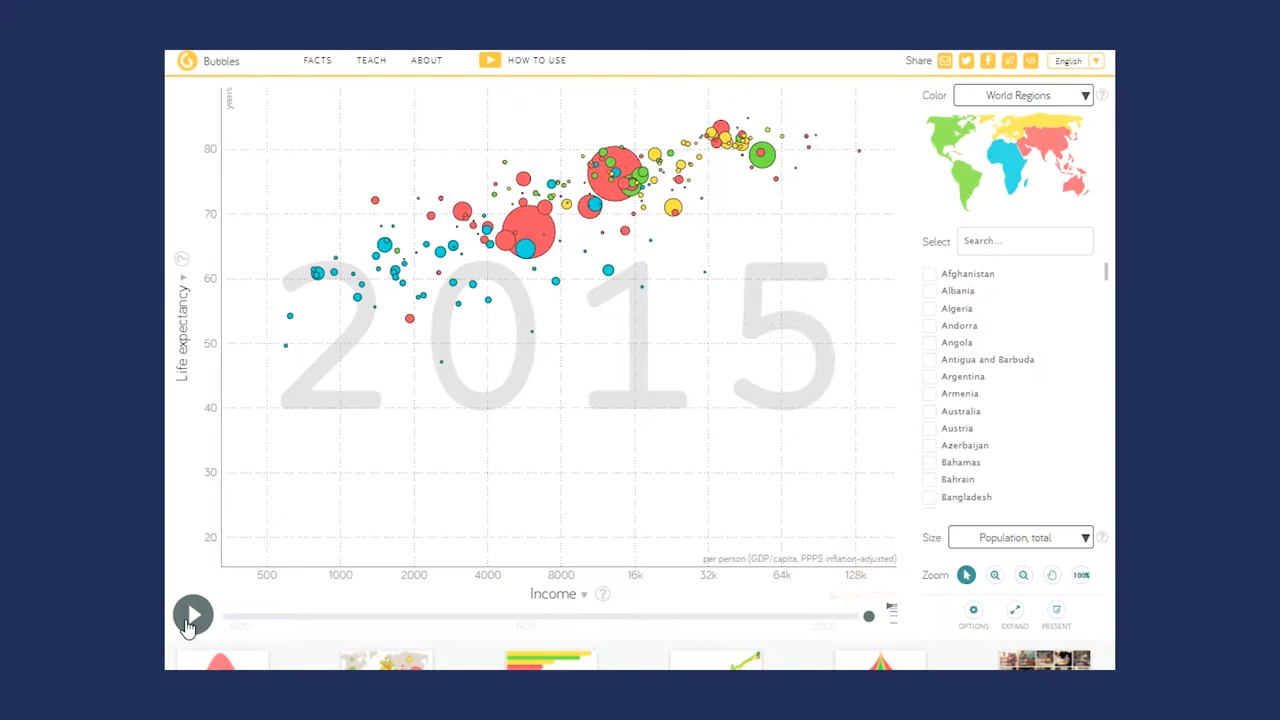 Bubbles FACTS TEACH ABOUT HOW TO USE Share English ▼
years
Color World Regions ▼ ?
80
70
60
50
40
30
20
Life expectancy ▼ ?
2015
Select Search...
Afghanistan
Albania
Algeria
Andorra
Angola
Antigua and Barbuda
Argentina
Armenia
Australia
Austria
Azerbaijan
Bahamas
Bahrain
Bangladesh
Size Population, total ▼ ?
per person (GDP/capita, PPP$ inflation-adjusted)
500 1000 2000 4000 8000 16k 32k 64k 128k
Zoom 100%
Income ▼ ?
1800 1900 2000
OPTIONS EXPAND PRESENT